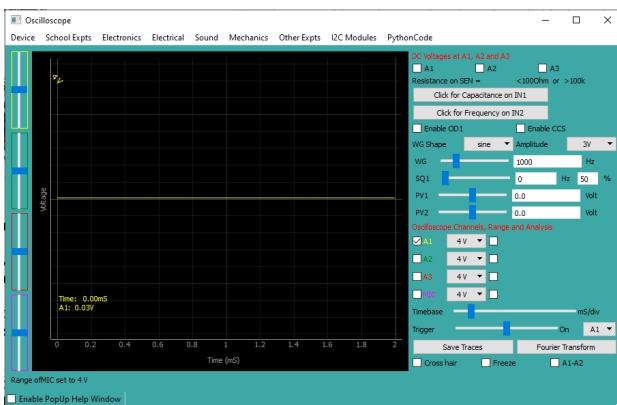 Oscilloscope
Device School Expts Electronics Electrical Sound Mechanics Other Expts I2C Modules PythonCode
4 V
Voltage
Time: 0.00mS
A1: 0.03V
0 0.2 0.4 0.6 0.8 1 1.2 1.4 1.6 1.8 2
Time (mS)
DC Voltages at A1, A2 and A3
A1 A2 A3
Resistance on SEN = <100Ohm or >100k
Click for Capacitance on IN1
Click for Frequency on IN2
Enable OD1 Enable CCS
WG Shape sine Amplitude 3V
WG 1000 Hz
SQ1 0 Hz 50 %
PV1 0.0 Volt
PV2 0.0 Volt
Oscilloscope Channels, Range and Analysis
A1 4 V
A2 4 V
A3 4 V
MIC 4 V
Timebase mS/div
Trigger On A1
Save Traces Fourier Transform
Cross hair Freeze A1-A2
Range ofMIC set to 4 V
Enable PopUp Help Window